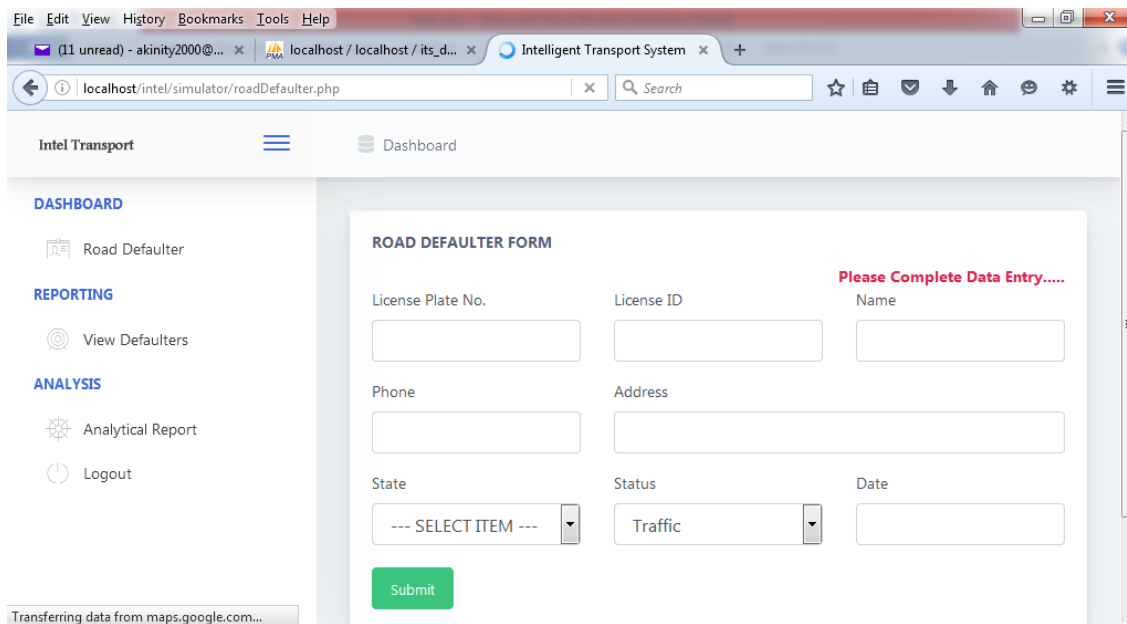 File Edit View History Bookmarks Tools Help
(11 unread) - akinity2000@... × localhost / localhost / its_d... × Intelligent Transport System × +
localhost/intel/simulator/roadDefaulter.php × Search
Intel Transport Dashboard
DASHBOARD
Road Defaulter
REPORTING
View Defaulters
ANALYSIS
Analytical Report
Logout
ROAD DEFAULTER FORM
Please Complete Data Entry.....
License Plate No. License ID Name
Phone Address
State Status Date
--- SELECT ITEM --- Traffic
Submit
Transferring data from maps.google.com...